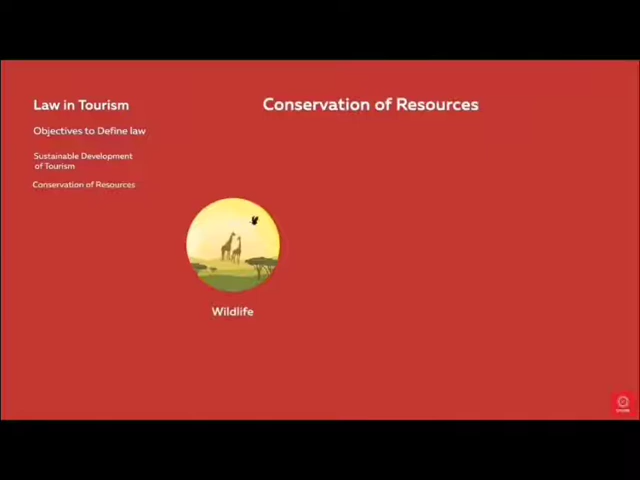 Law in Tourism
Conservation of Resources
Objectives to Define law
Sustainable Development
of Tourism
Conservation of Resources
Wildlife